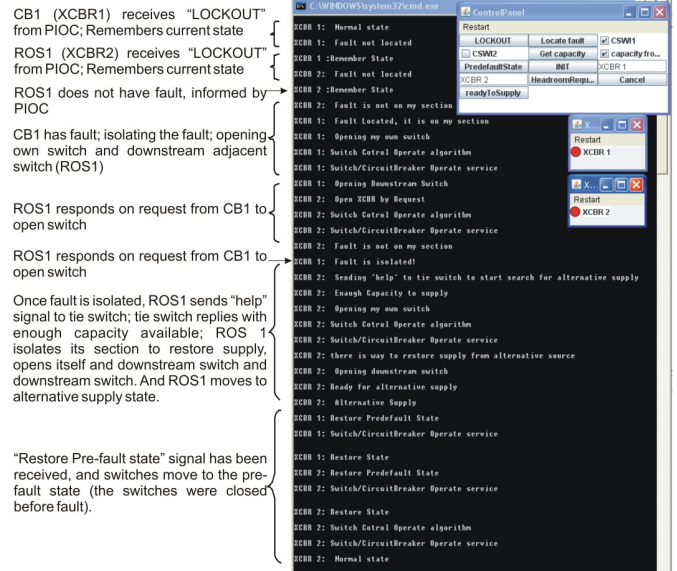 CB1 (XCBR1) receives “LOCKOUT”
from PIOC; Remembers current state
ROS1 (XCBR2) receives “LOCKOUT”
from PIOC; Remembers current state
ROS1 does not have fault, informed by
PIOC
CB1 has fault; isolating the fault; opening
own switch and downstream adjacent
switch (ROS1)
ROS1 responds on request from CB1 to
open switch
ROS1 responds on request from CB1 to
open switch
Once fault is isolated, ROS1 sends “help”
signal to tie switch; tie switch replies with
enough capacity available; ROS 1
isolates its section to restore supply,
opens itself and downstream switch and
downstream switch. And ROS1 moves to
alternative supply state.
“Restore Pre-fault state” signal has been
received, and switches move to the pre-
fault state (the switches were closed
before fault).
C:\WINDOWS\system32\cmd.exe
XCBR 1: Normal state
XCBR 1: Fault not located
XCBR 1 :Remember State
XCBR 2: Fault not located
XCBR 2 :Remember State
XCBR 2: Fault is not on my section
XCBR 1: Fault Located, it is on my section
XCBR 1: Opening my own switch
XCBR 1: Switch Cotrol Operate algorithm
XCBR 1: Switch/CircuitBreaker Operate service
XCBR 1: Opening Downstream Switch
XCBR 2: Open XCBR by Request
XCBR 2: Switch Cotrol Operate algorithm
XCBR 2: Switch/CircuitBreaker Operate service
XCBR 2: Fault is not on my section
XCBR 1: Fault is isolated!
XCBR 2: Sending 'help' to tie switch to start search for alternative supply
XCBR 2: Enaugh Capacity to supply
XCBR 2: Opening my own switch
XCBR 2: Switch Cotrol Operate algorithm
XCBR 2: Switch/CircuitBreaker Operate service
XCBR 2: there is way to restore supply from alternative source
XCBR 2: Opening downstream switch
XCBR 2: Ready for alternative supply
XCBR 2: Alternative Supply
XCBR 1: Restore Predefault State
XCBR 1: Switch/CircuitBreaker Operate service
XCBR 1: Restore State
XCBR 2: Restore Predefault State
XCBR 2: Switch/CircuitBreaker Operate service
XCBR 2: Restore State
XCBR 2: Switch Cotrol Operate algorithm
XCBR 2: Switch/CircuitBreaker Operate service
XCBR 2: Normal state
ControlPanel
Restart
LOCKOUT Locate fault CSWI1
CSWI2 Get capacity capacity fro...
PredefaultState INIT XCBR 1
XCBR 2 HeadroomRequ... Cancel
readyToSupply
X...
Restart
XCBR 1
X...
Restart
XCBR 2